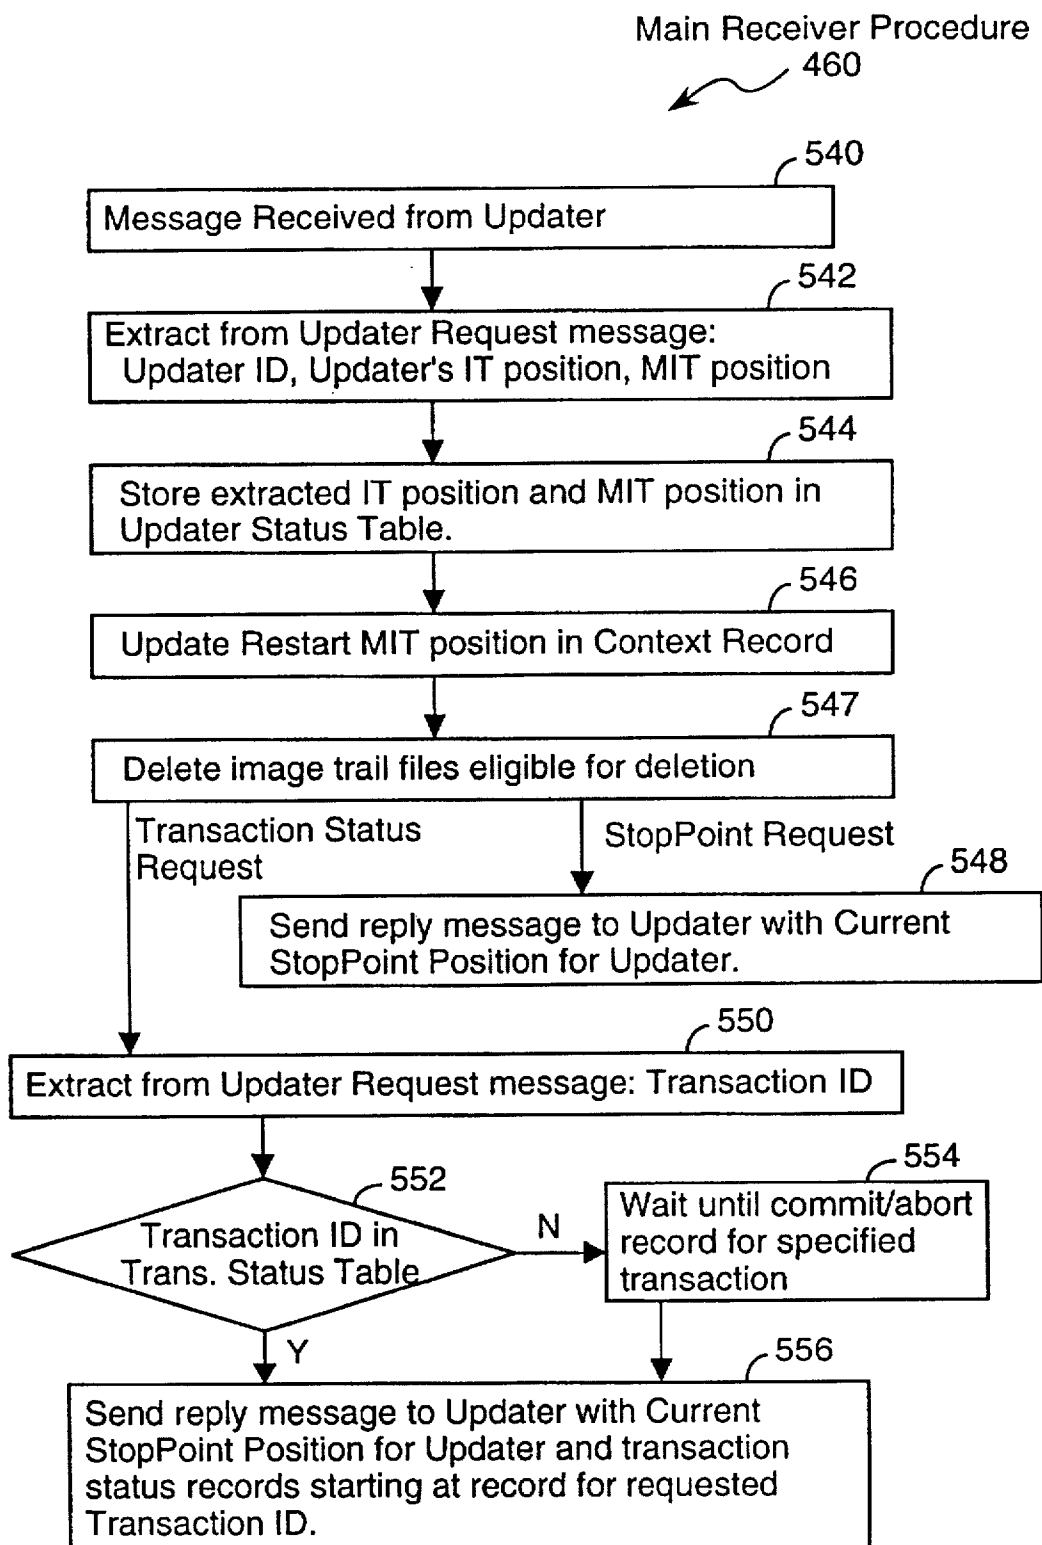 Main Receiver Procedure
460
540
Message Received from Updater
542
Extract from Updater Request message:
Updater ID, Updater's IT position, MIT position
544
Store extracted IT position and MIT position in
Updater Status Table.
546
Update Restart MIT position in Context Record
547
Delete image trail files eligible for deletion
Transaction Status
Request
StopPoint Request
548
Send reply message to Updater with Current
StopPoint Position for Updater.
550
Extract from Updater Request message: Transaction ID
552
Transaction ID in
Trans. Status Table
N
554
Wait until commit/abort
record for specified
transaction
Y
556
Send reply message to Updater with Current
StopPoint Position for Updater and transaction
status records starting at record for requested
Transaction ID.